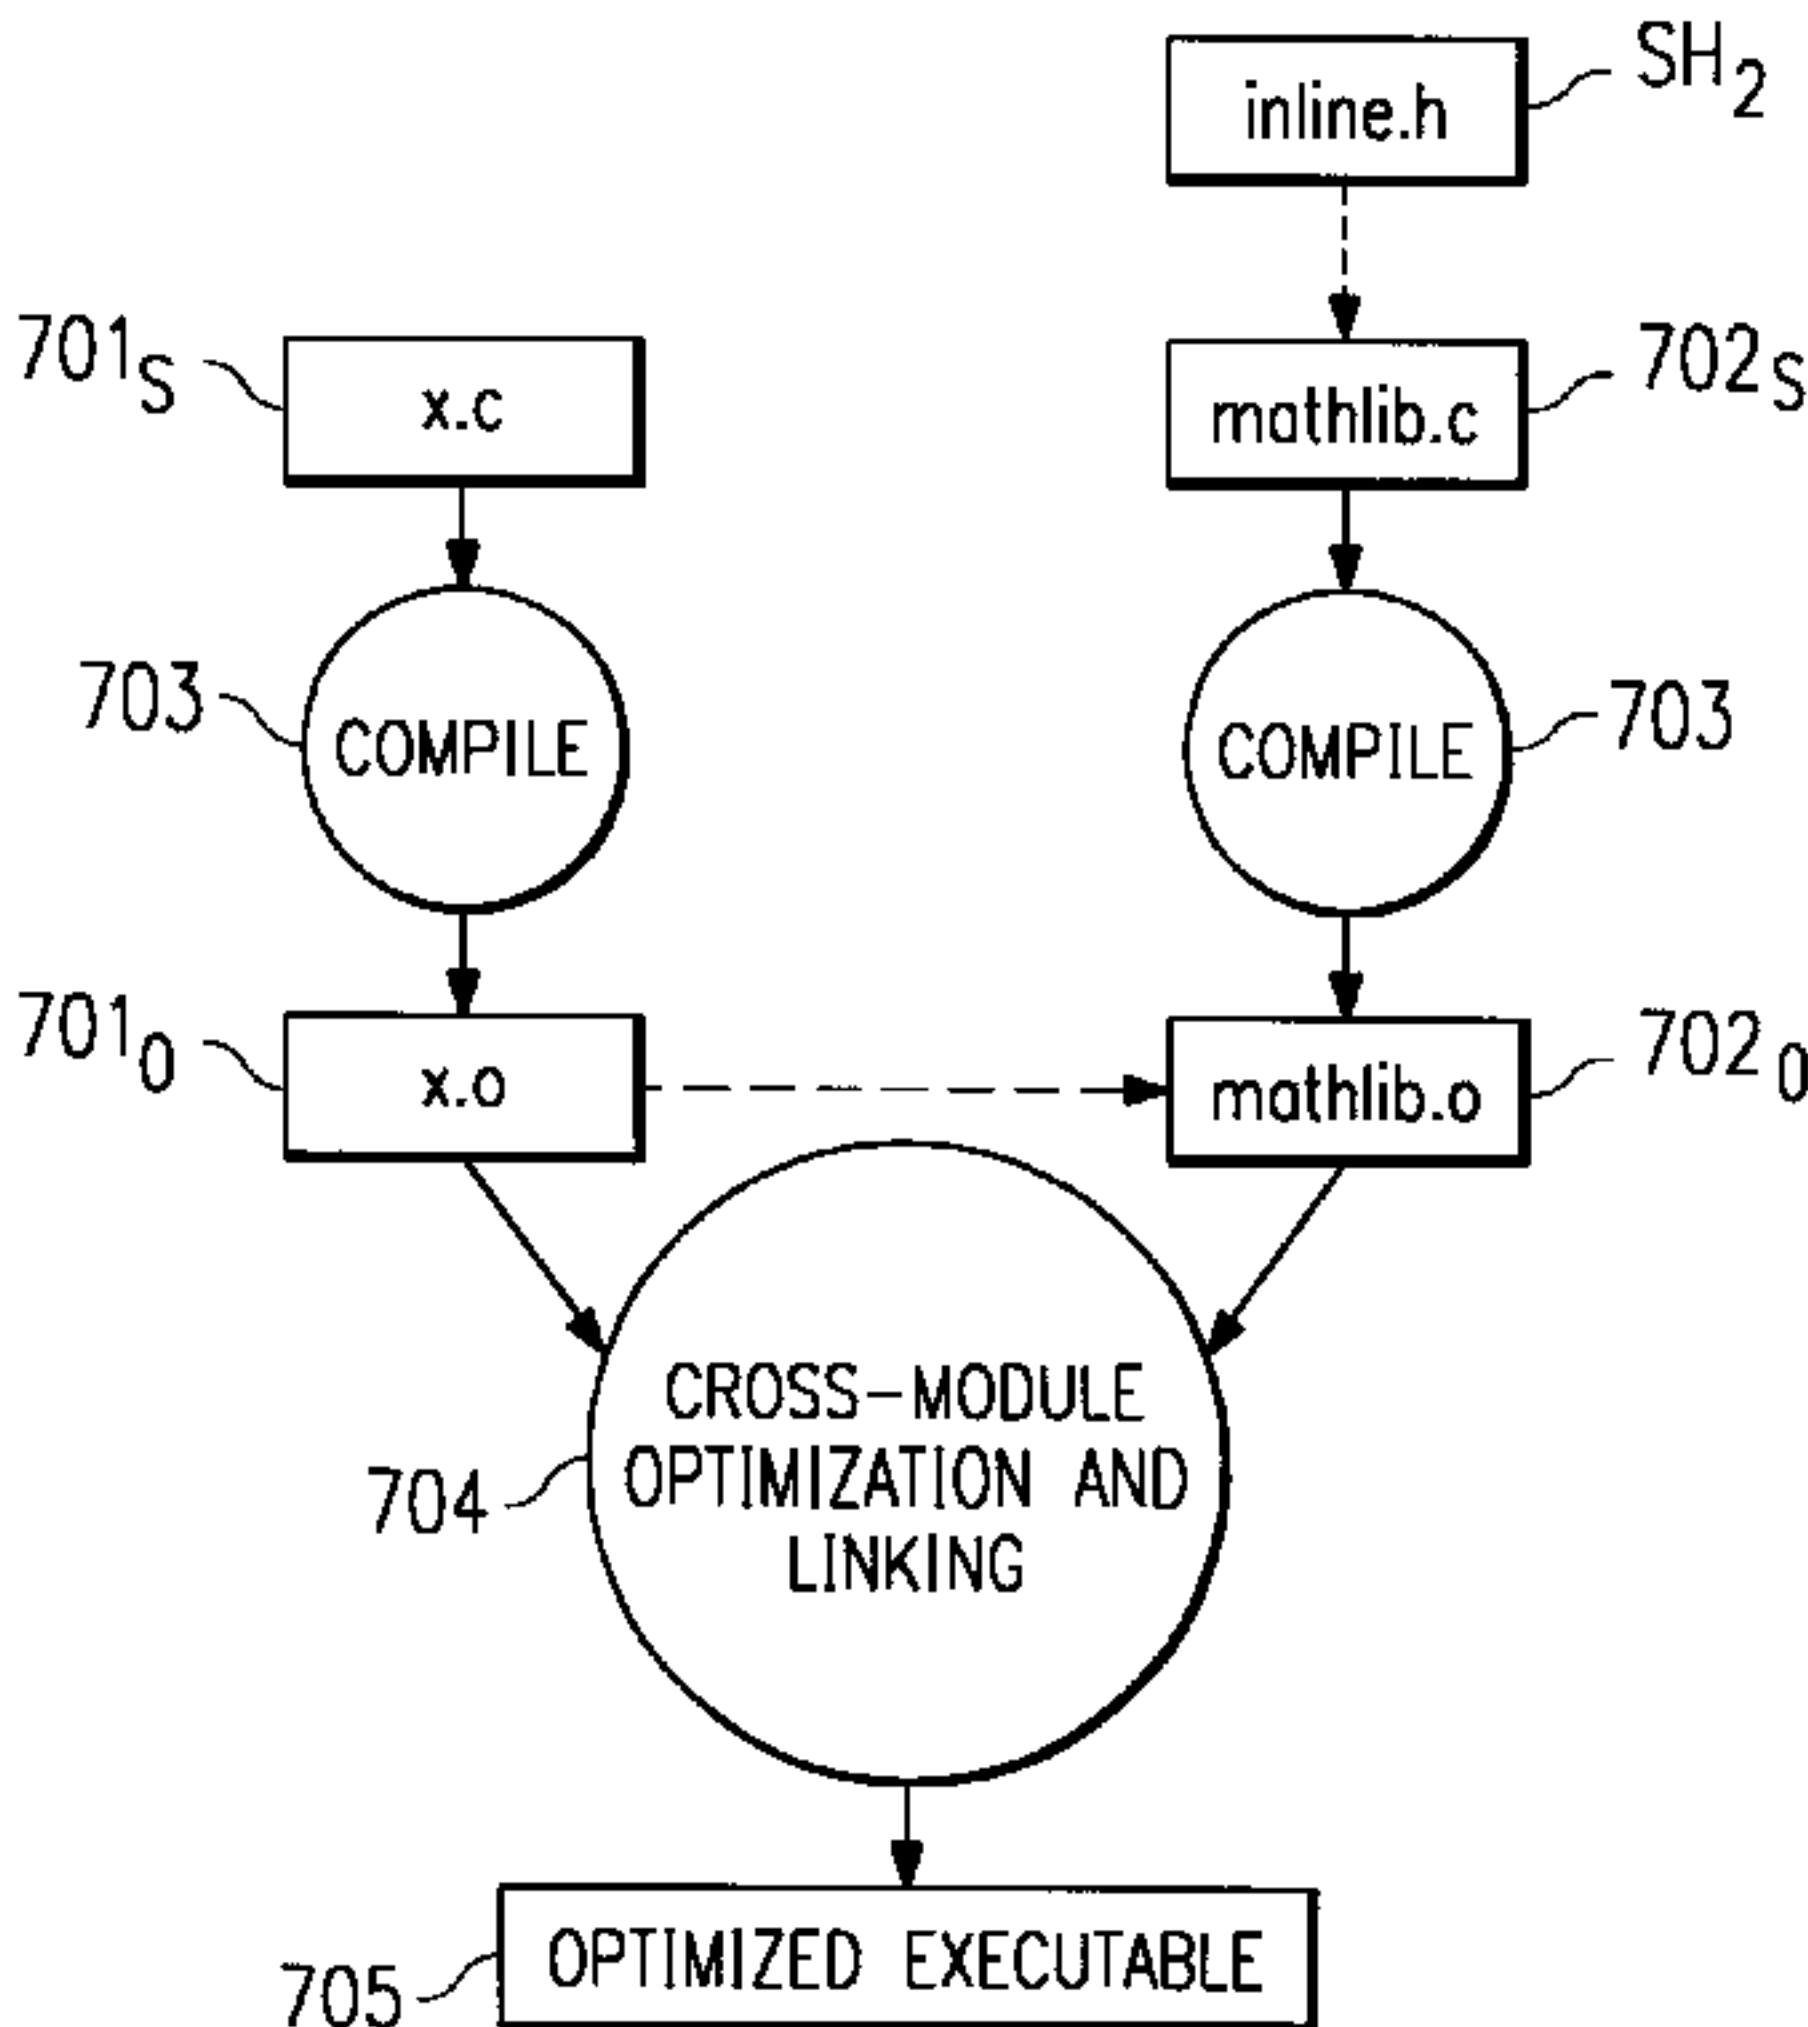 inline.h SH2
701S x.c mathlib.c 702S
703 COMPILE COMPILE 703
701O x.o mathlib.o 702O
CROSS-MODULE
704 OPTIMIZATION AND
LINKING
705 OPTIMIZED EXECUTABLE